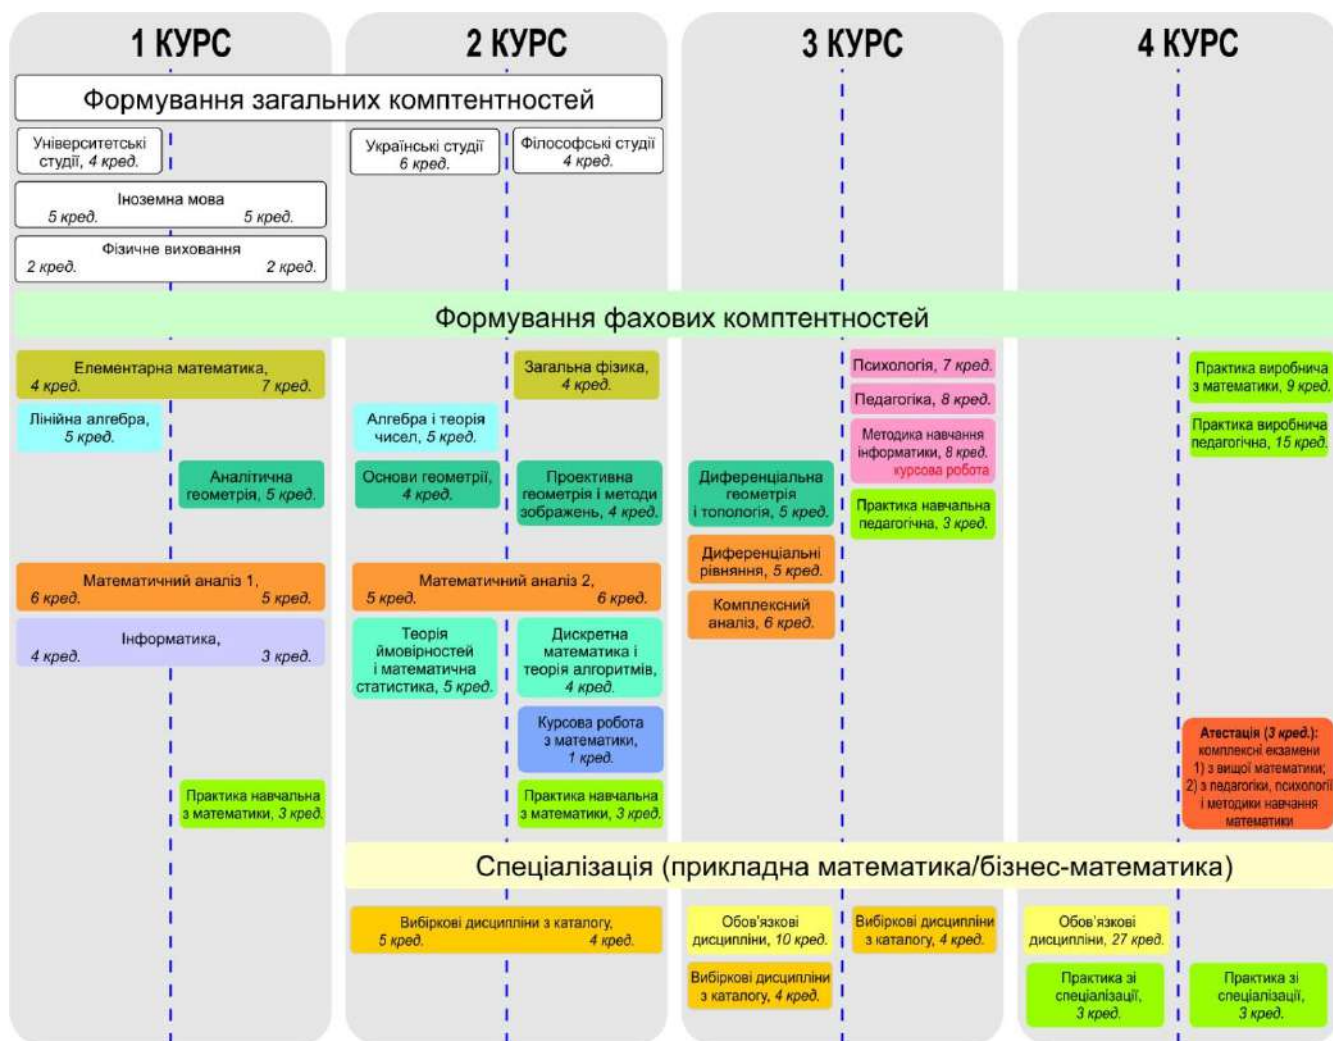 1 КУРС
2 КУРС
3 КУРС
4 КУРС
Формування загальних комптентностей
Університетські
студії, 4 кред.
Українські студії
6 кред.
Філософські студії
4 кред.
Іноземна мова
5 кред. 5 кред.
Фізичне виховання
2 кред. 2 кред.
Формування фахових комптентностей
Елементарна математика,
4 кред. 7 кред.
Загальна фізика,
4 кред.
Психологія, 7 кред.
Педагогіка, 8 кред.
Практика виробнича
з математики, 9 кред.
Лінійна алгебра,
5 кред.
Алгебра і теорія
чисел, 5 кред.
Методика навчання
інформатики, 8 кред.
курсова робота
Практика виробнича
педагогічна, 15 кред.
Аналітична
геометрія, 5 кред.
Основи геометрії,
4 кред.
Проективна
геометрія і методи
зображень, 4 кред.
Диференціальна
геометрія
і топологія, 5 кред.
Практика навчальна
педагогічна, 3 кред.
Диференціальні
рівняння, 5 кред.
Математичний аналіз 1,
6 кред. 5 кред.
Математичний аналіз 2,
5 кред. 6 кред.
Комплексний
аналіз, 6 кред.
Інформатика,
4 кред. 3 кред.
Теорія
ймовірностей
і математична
статистика, 5 кред.
Дискретна
математика і
теорія алгоритмів,
4 кред.
Курсова робота
з математики,
1 кред.
Атестація (3 кред.):
комплексні екзамени
1) з вищої математики;
2) з педагогіки, психології
і методики навчання
математики
Практика навчальна
з математики, 3 кред.
Практика навчальна
з математики, 3 кред.
Спеціалізація (прикладна математика/бізнес-математика)
Вибіркові дисципліни з каталогу,
5 кред. 4 кред.
Обов'язкові
дисципліни, 10 кред.
Вибіркові дисципліни
з каталогу, 4 кред.
Обов'язкові
дисципліни, 27 кред.
Вибіркові дисципліни
з каталогу, 4 кред.
Практика зі
спеціалізації,
3 кред.
Практика зі
спеціалізації,
3 кред.